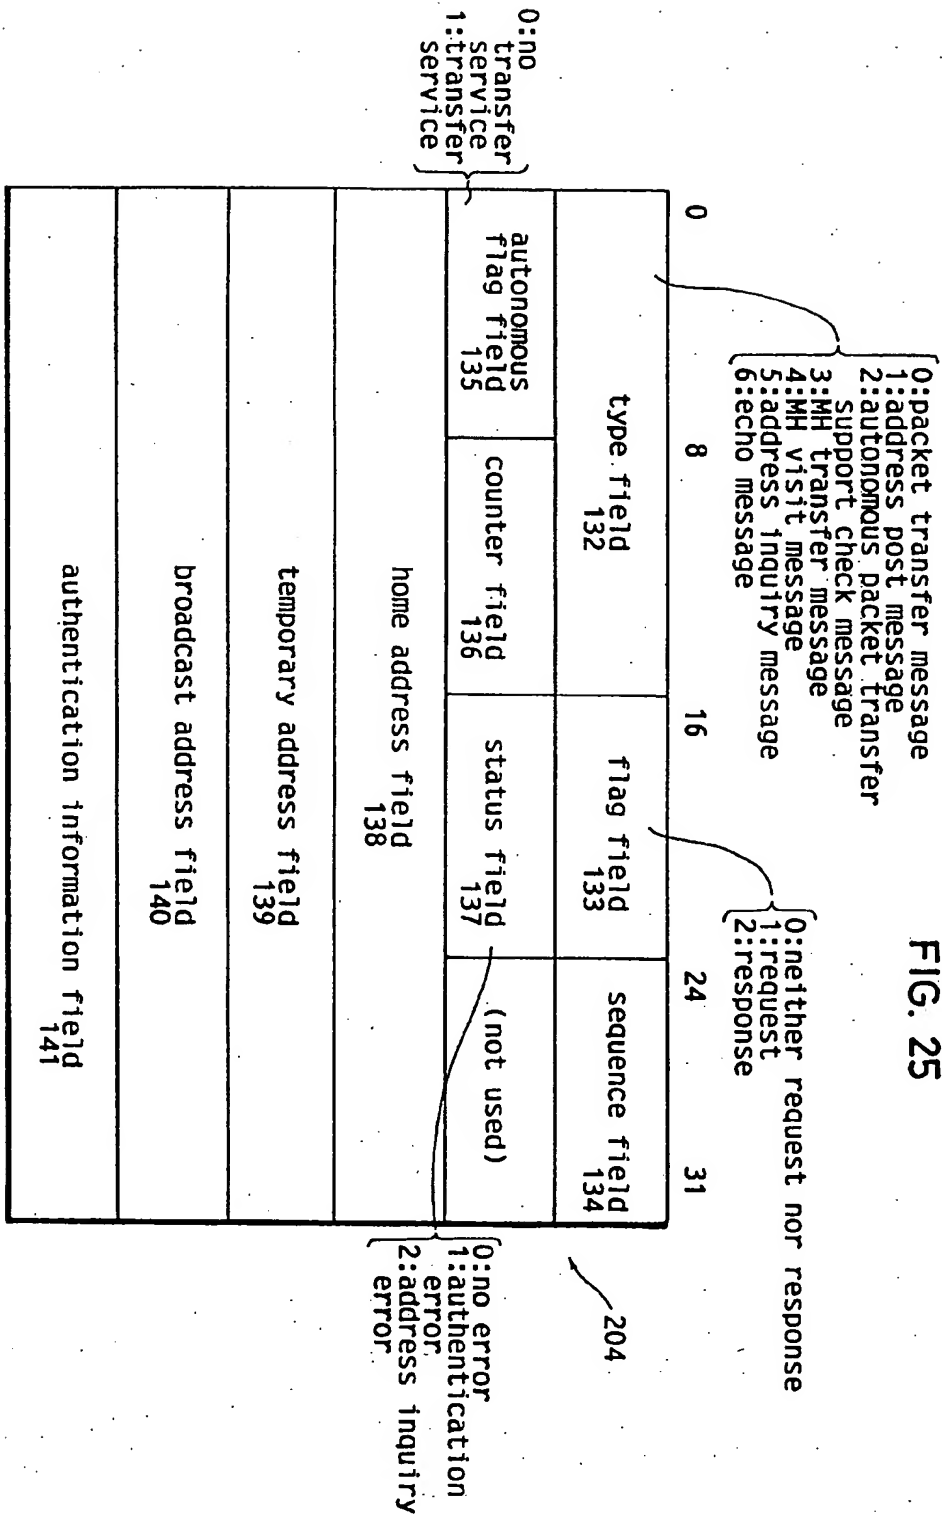 FIG. 25
0:packet transfer message
1:address post message
2:autonomous packet transfer
support check message
3:MH transfer message
4:MH visit message
5:address inquiry message
6:echo message
0:neither request nor response
1:request
2:response
0 8 16 24 31
204
type field
132
flag field
133
sequence field
134
0:no
transfer
service
1:transfer
service
autonomous
flag field
135
counter field
136
status field
137
(not used)
0:no error
1:authentication
error
2:address inquiry
error
home address field
138
temporary address field
139
broadcast address field
140
authentication information field
141